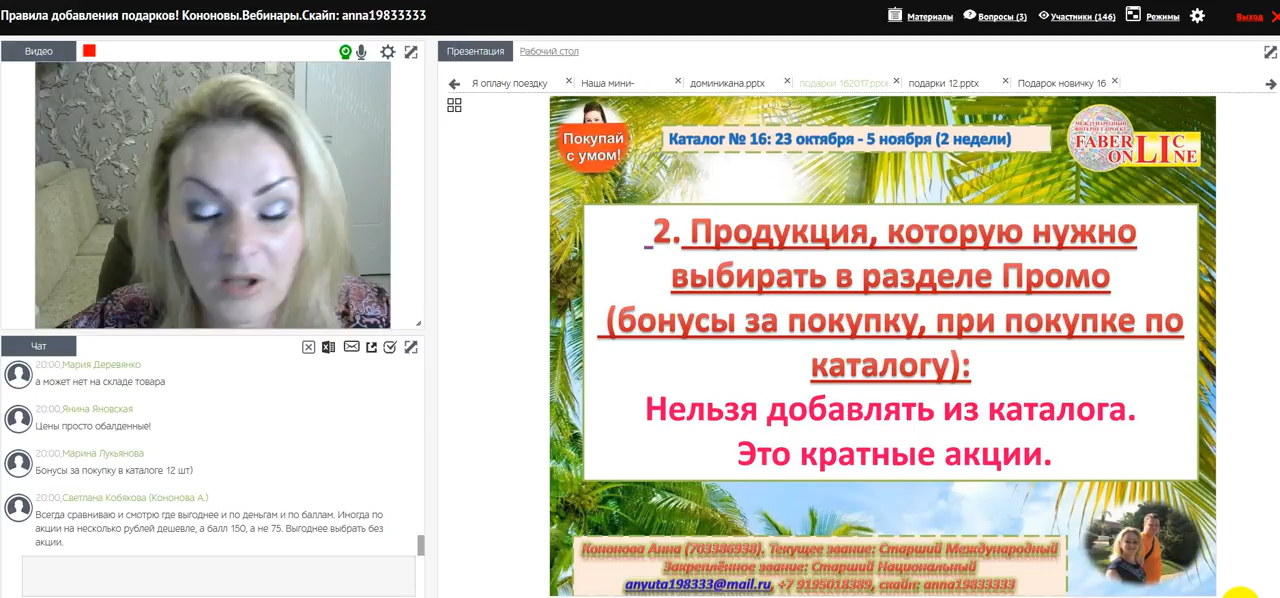 Правила добавления подарков! Кононовы.Вебинары.Скайп: anna19833333
Материалы
Вопросы (3)
Участники (146)
Режимы
Выход
Видео
Презентация
Рабочий стол
Я оплачу поездку
Наша мини-
доминикана.pptx
подарки 162017.pptx
подарки 12.pptx
Подарок новичку 16
Покупай
с умом!
Каталог № 16: 23 октября - 5 ноября (2 недели)
МЕЖДУНАРОДНЫЙ
ИНТЕРНЕТ-ПРОЕКТ
FABERLIC
ONLINE
2. Продукция, которую нужно
выбирать в разделе Промо
(бонусы за покупку, при покупке по
каталогу):
Нельзя добавлять из каталога.
Это кратные акции.
Чат
20:00,Мария Деревянко
а может нет на складе товара
20:00,Янина Яновская
Цены просто обалденные!
20:00,Марина Лукьянова
Бонусы за покупку в каталоге 12 шт)
20:00,Светлана Кобякова (Кононова А.)
Всегда сравниваю и смотрю где выгоднее и по деньгам и по баллам. Иногда по
акции на несколько рублей дешевле, а балл 150, а не 75. Выгоднее выбрать без
акции.
Кононова Анна (703386938). Текущее звание: Старший Международный
Закреплённое звание: Старший Национальный
anyuta198333@mail.ru, +7 9195018389, скайп: anna19833333